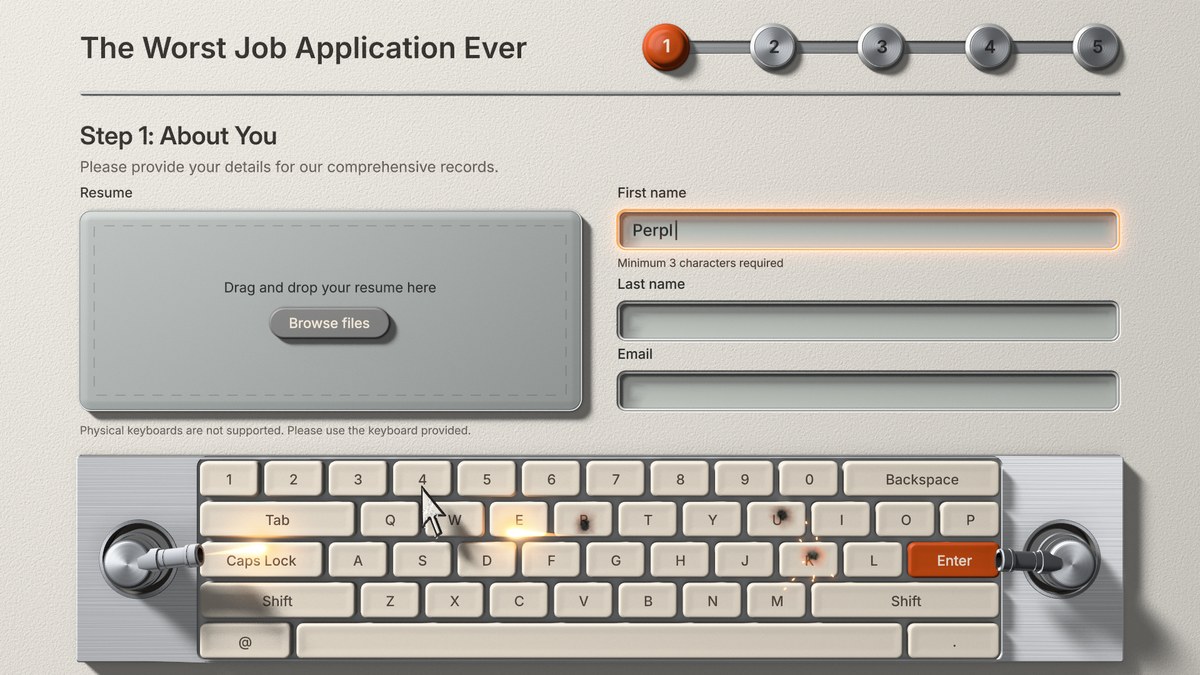 The Worst Job Application Ever
1 2 3 4 5
Step 1: About You
Please provide your details for our comprehensive records.
Resume
Drag and drop your resume here
Browse files
First name
Perpl
Minimum 3 characters required
Last name
Email
Physical keyboards are not supported. Please use the keyboard provided.
1 2 3 4 5 6 7 8 9 0 Backspace
Tab Q W E R T Y U I O P
Caps Lock A S D F G H J K L Enter
Shift Z X C V B N M Shift
@ .